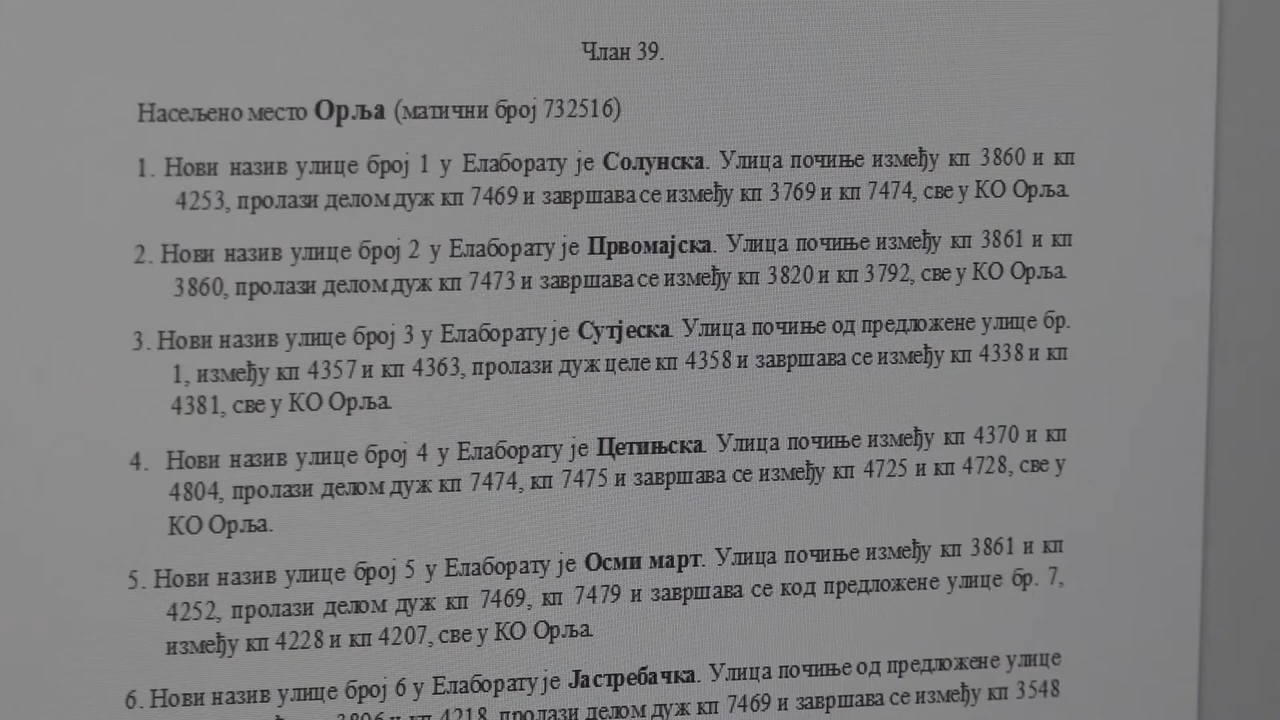 Члан 39.
Насељено место Орља (матични број 732516)
1. Нови назив улице број 1 у Елаборату је Солунска. Улица почиње између кп 3860 и кп
4253, пролази делом дуж кп 7469 и завршава се између кп 3769 и кп 7474, све у КО Орља.
2. Нови назив улице број 2 у Елаборату је Првомајска. Улица почиње између кп 3861 и кп
3860, пролази делом дуж кп 7473 и завршава се између кп 3820 и кп 3792, све у КО Орља.
3. Нови назив улице број 3 у Елаборату је Сутјеска. Улица почиње од предложене улице бр.
1, између кп 4357 и кп 4363, пролази дуж целе кп 4358 и завршава се између кп 4338 и кп
4381, све у КО Орља.
4. Нови назив улице број 4 у Елаборату је Цетињска. Улица почиње између кп 4370 и кп
4804, пролази делом дуж кп 7474, кп 7475 и завршава се између кп 4725 и кп 4728, све у
КО Орља.
5. Нови назив улице број 5 у Елаборату је Осми март. Улица почиње између кп 3861 и кп
4252, пролази делом дуж кп 7469, кп 7479 и завршава се код предложене улице бр. 7,
између кп 4228 и кп 4207, све у КО Орља.
6. Нови назив улице број 6 у Елаборату је Јастребачка. Улица почиње од предложене улице
3806 и кп 4218, пролази делом дуж кп 7469 и завршава се између кп 3548